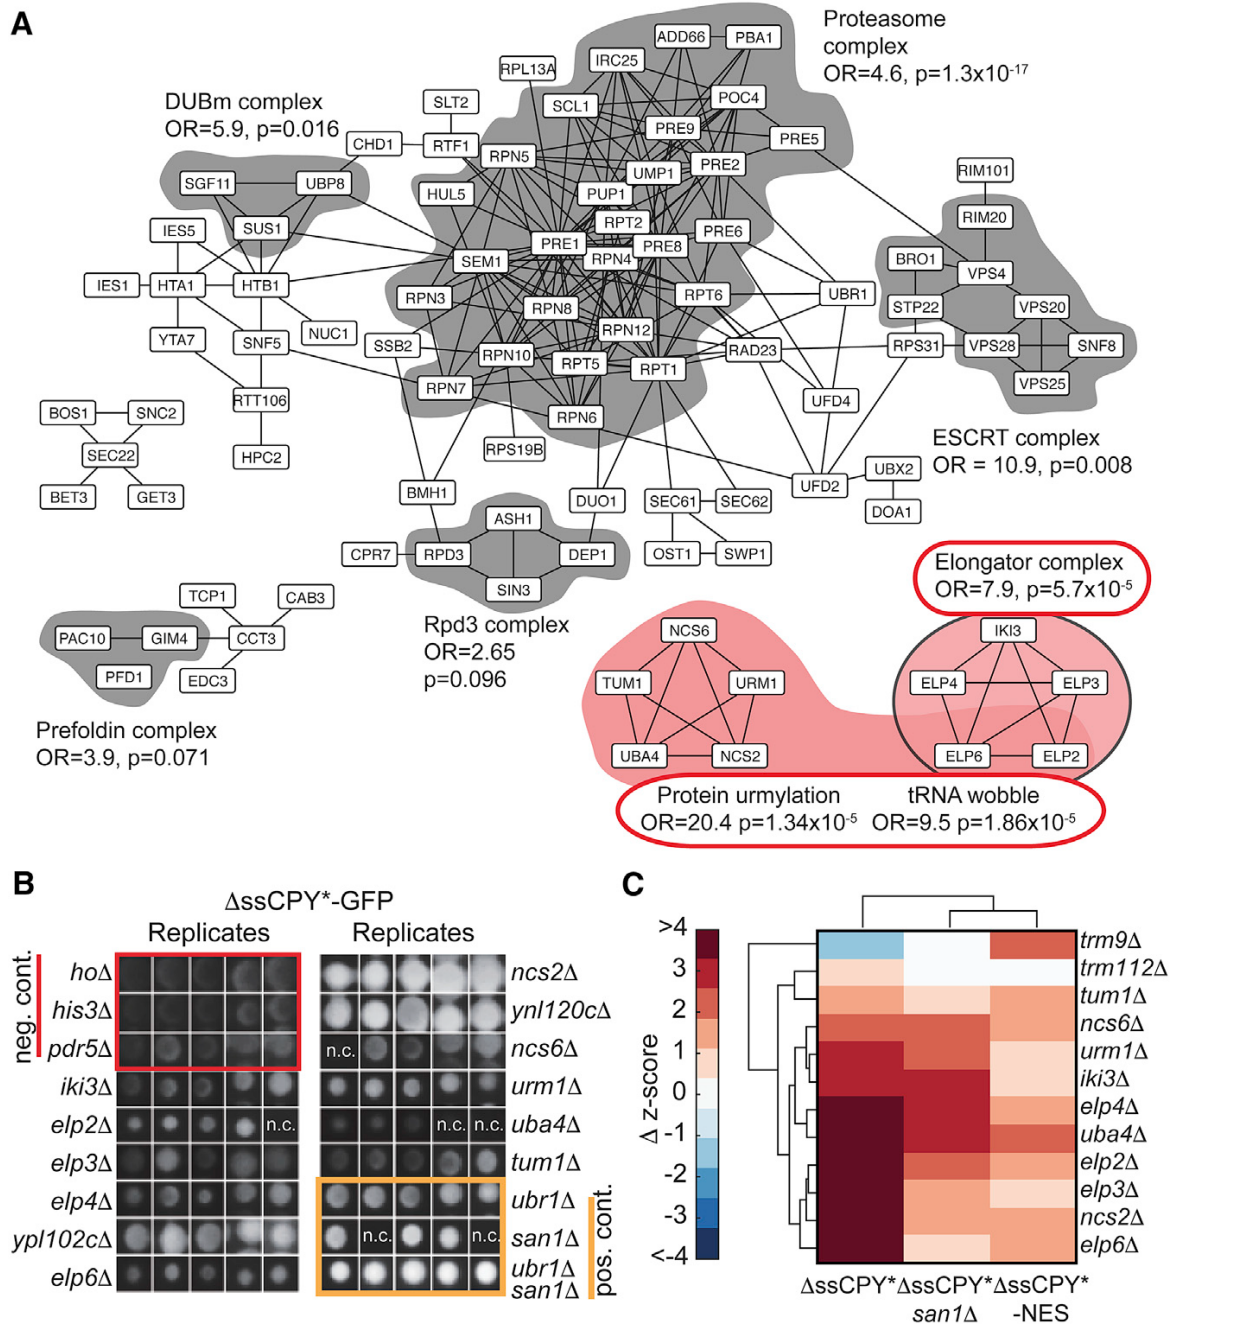 A
Proteasome
complex
OR=4.6, p=1.3x10⁻¹⁷
DUBm complex
OR=5.9, p=0.016
ADD66
PBA1
IRC25
RPL13A
SLT2
SCL1
POC4
CHD1
RTF1
PRE9
PRE5
RPN5
PRE2
UMP1
RIM101
SGF11
UBP8
HUL5
PUP1
RIM20
SUS1
RPT2
IES5
PRE1
PRE8
PRE6
SEM1
RPN4
BRO1
VPS4
IES1
HTA1
HTB1
RPN3
RPN8
RPT6
UBR1
STP22
VPS20
YTA7
SNF5
NUC1
SSB2
RPN12
RPN10
RPT5
RPT1
RAD23
RPS31
VPS28
SNF8
RPN7
VPS25
RTT106
RPN6
UFD4
BOS1
SNC2
SEC22
HPC2
RPS19B
ESCRT complex
OR = 10.9, p=0.008
BET3
GET3
BMH1
DUO1
SEC61
SEC62
UFD2
UBX2
DOA1
ASH1
CPR7
RPD3
DEP1
OST1
SWP1
SIN3
Elongator complex
OR=7.9, p=5.7x10⁻⁵
TCP1
CAB3
PAC10
GIM4
CCT3
PFD1
EDC3
Rpd3 complex
OR=2.65
p=0.096
Prefoldin complex
OR=3.9, p=0.071
NCS6
TUM1
URM1
UBA4
NCS2
IKI3
ELP4
ELP3
ELP6
ELP2
Protein urmylation
OR=20.4 p=1.34x10⁻⁵
tRNA wobble
OR=9.5 p=1.86x10⁻⁵
B
ΔssCPY*-GFP
Replicates
Replicates
neg. cont.
hoΔ
his3Δ
pdr5Δ
iki3Δ
elp2Δ
n.c.
elp3Δ
elp4Δ
ypl102cΔ
elp6Δ
ncs2Δ
ynl120cΔ
n.c.
ncs6Δ
urm1Δ
n.c.
n.c.
uba4Δ
tum1Δ
ubr1Δ
n.c.
n.c.
san1Δ
ubr1Δ
san1Δ
pos. cont.
C
Δ z-score
>4
3
2
1
0
-1
-2
-3
<-4
trm9Δ
trm112Δ
tum1Δ
ncs6Δ
urm1Δ
iki3Δ
elp4Δ
uba4Δ
elp2Δ
elp3Δ
ncs2Δ
elp6Δ
ΔssCPY*
ΔssCPY*
san1Δ
ΔssCPY*
-NES